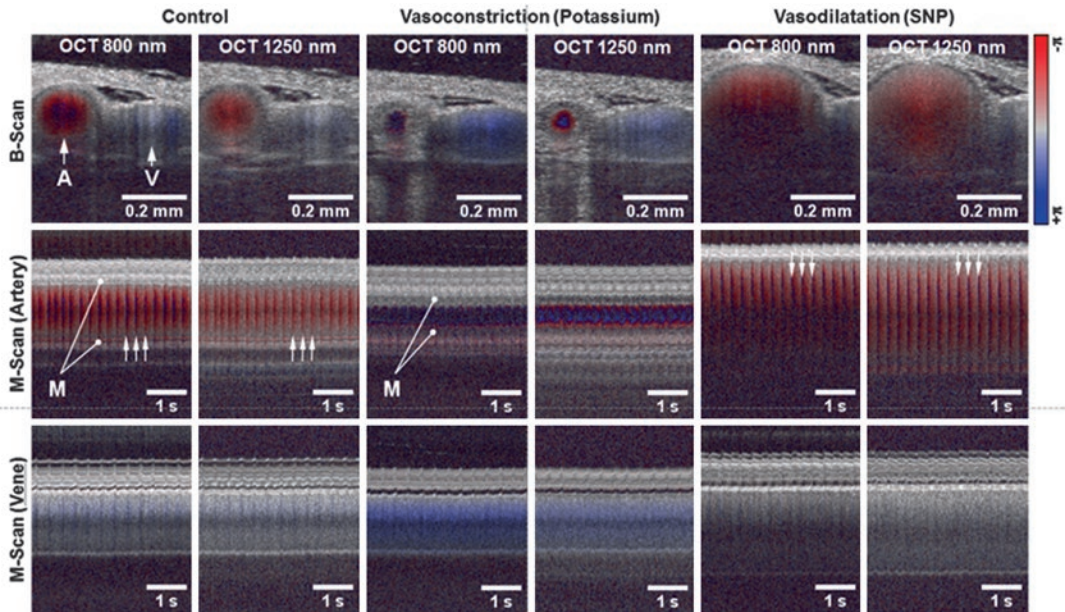 Control
Vasoconstriction (Potassium)
Vasodilatation (SNP)
B-Scan
OCT 800 nm
OCT 1250 nm
OCT 800 nm
OCT 1250 nm
OCT 800 nm
OCT 1250 nm
-π
A
V
0.2 mm
0.2 mm
0.2 mm
0.2 mm
0.2 mm
0.2 mm
+π
M-Scan (Artery)
M
M
1 s
1 s
1 s
1 s
1 s
1 s
M-Scan (Vene)
1 s
1 s
1 s
1 s
1 s
1 s